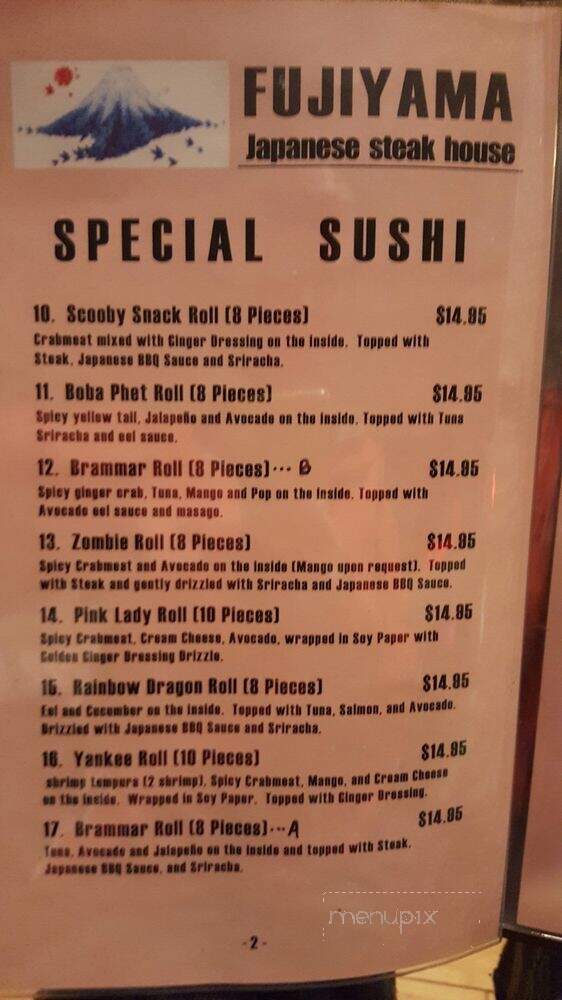 FUJIYAMA
Japanese steak house
SPECIAL SUSHI
10. Scooby Snack Roll (8 Pieces) $14.95
Crabmeat mixed with Ginger Dressing on the inside. Topped with
Steak, Japanese BBQ Sauce and Sriracha.
11. Boba Phet Roll (8 Pieces) $14.95
Spicy yellow tail, Jalapeño and Avocado on the inside. Topped with Tuna
Sriracha and eel sauce.
12. Brammar Roll (8 Pieces)--- B $14.95
Spicy ginger crab, Tuna, Mango and Pop on the inside. Topped with
Avocado eel sauce and masago.
13. Zombie Roll (8 Pieces) $14.95
Spicy Crabmeat and Avocado on the inside (Mango upon request). Topped
with Steak and gently drizzled with Sriracha and Japanese BBQ Sauce.
14. Pink Lady Roll (10 Pieces) $14.95
Spicy Crabmeat, Cream Cheese, Avocado, wrapped in Soy Paper with
Golden Ginger Dressing Drizzle.
15. Rainbow Dragon Roll (8 Pieces) $14.95
Eel and Cucumber on the inside. Topped with Tuna, Salmon, and Avocado.
Drizzled with Japanese BBQ Sauce and Sriracha.
16. Yankee Roll (10 Pieces) $14.95
shrimp tempura (2 shrimp), Spicy Crabmeat, Mango, and Cream Cheese
on the inside. Wrapped in Soy Paper. Topped with Ginger Dressing.
17. Brammar Roll (8 Pieces)---A $14.95
Tuna, Avocado and Jalapeño on the inside and topped with Steak,
Japanese BBQ Sauce, and Sriracha.
menupix
- 2 -